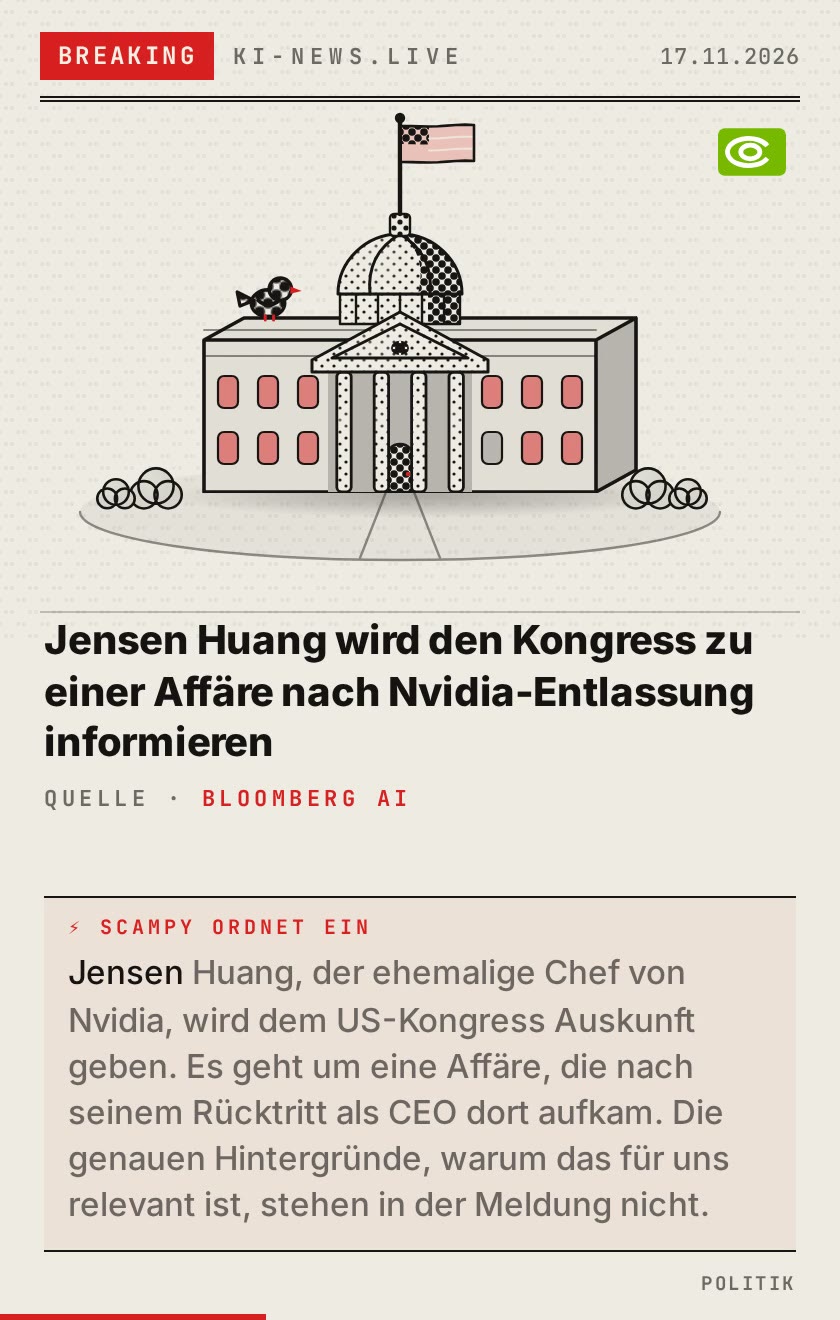 BREAKING KI-NEWS.LIVE 17.11.2026
Jensen Huang wird den Kongress zu
einer Affäre nach Nvidia-Entlassung
informieren
QUELLE · BLOOMBERG AI
⚡ SCAMPY ORDNET EIN
Jensen Huang, der ehemalige Chef von
Nvidia, wird dem US-Kongress Auskunft
geben. Es geht um eine Affäre, die nach
seinem Rücktritt als CEO dort aufkam. Die
genauen Hintergründe, warum das für uns
relevant ist, stehen in der Meldung nicht.
POLITIK